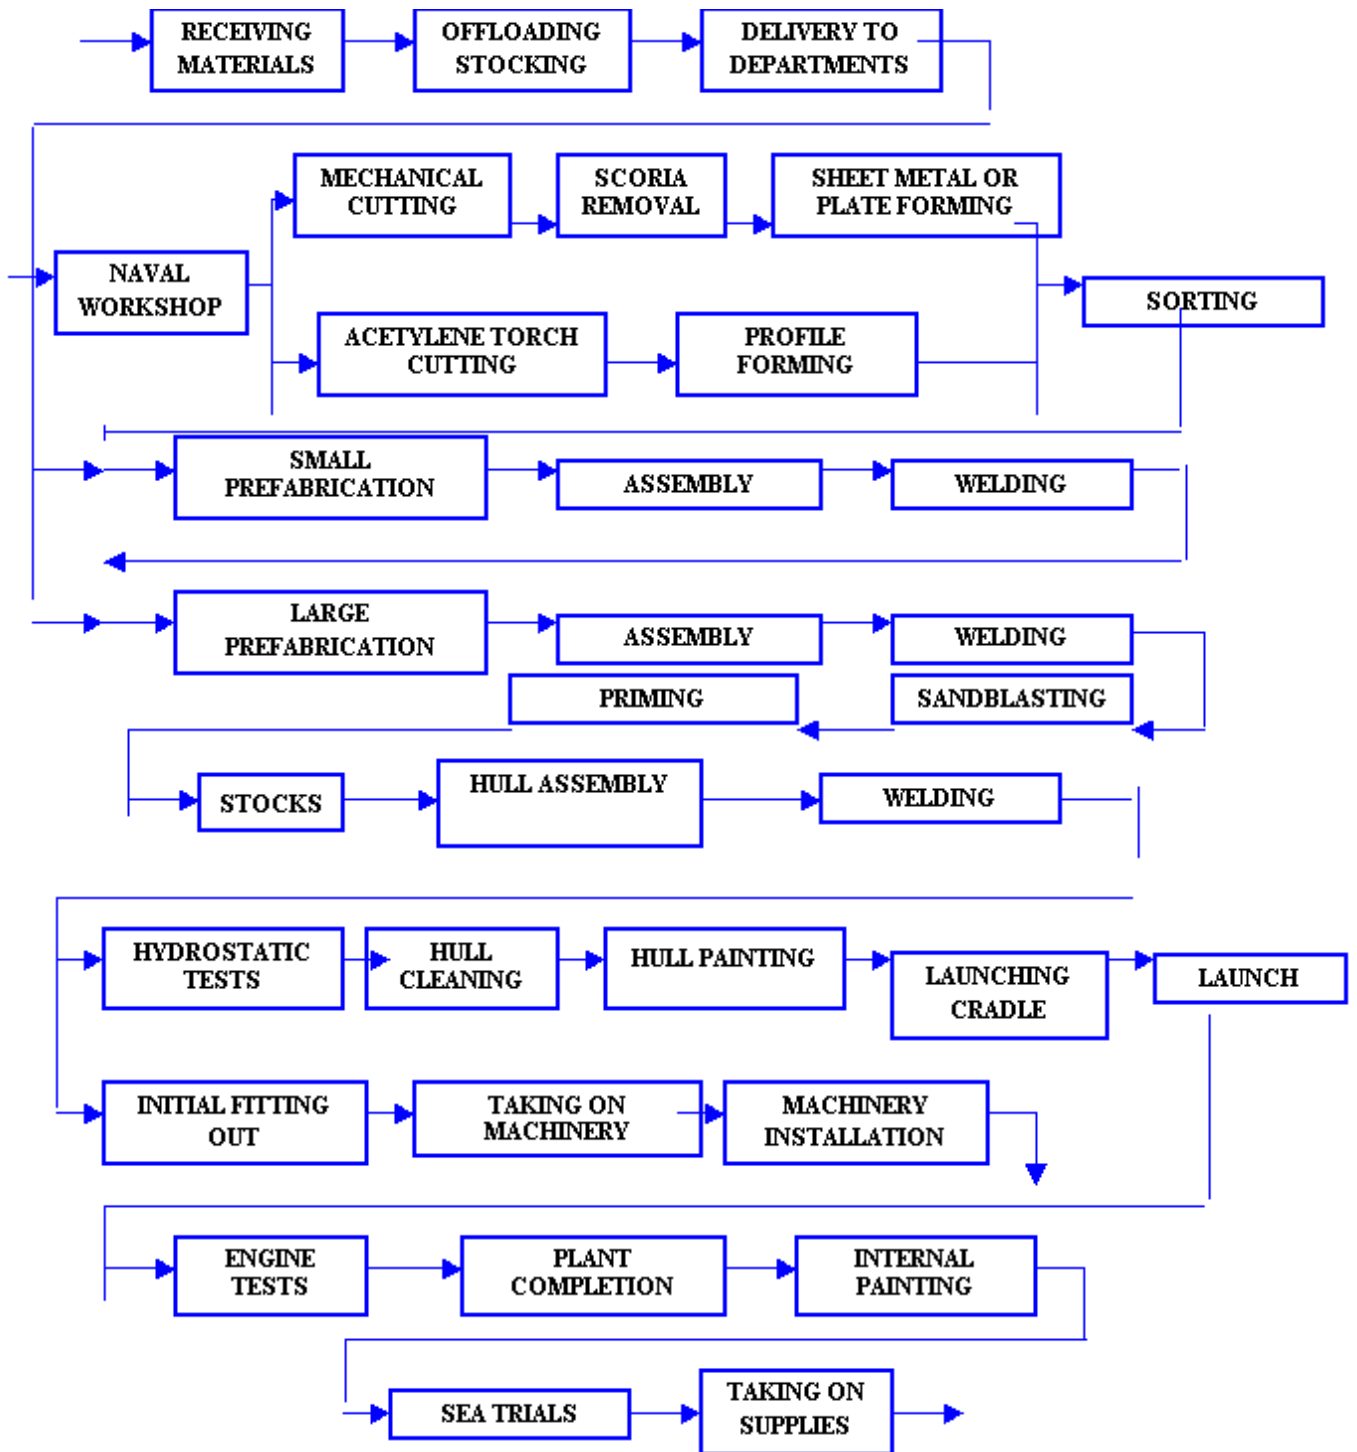 RECEIVING
MATERIALS
OFFLOADING
STOCKING
DELIVERY TO
DEPARTMENTS
MECHANICAL
CUTTING
SCORIA
REMOVAL
SHEET METAL OR
PLATE FORMING
NAVAL
WORKSHOP
SORTING
ACETYLENE TORCH
CUTTING
PROFILE
FORMING
SMALL
PREFABRICATION
ASSEMBLY
WELDING
LARGE
PREFABRICATION
ASSEMBLY
WELDING
PRIMING
SANDBLASTING
STOCKS
HULL ASSEMBLY
WELDING
HYDROSTATIC
TESTS
HULL
CLEANING
HULL PAINTING
LAUNCHING
CRADLE
LAUNCH
INITIAL FITTING
OUT
TAKING ON
MACHINERY
MACHINERY
INSTALLATION
ENGINE
TESTS
PLANT
COMPLETION
INTERNAL
PAINTING
SEA TRIALS
TAKING ON
SUPPLIES